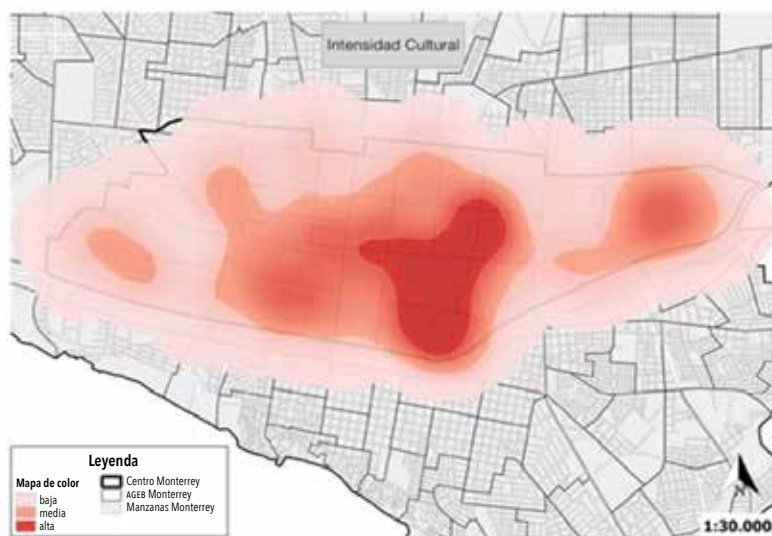 Intensidad Cultural
Leyenda
Mapa de color
baja
media
alta
Centro Monterrey
AGEB Monterrey
Manzanas Monterrey
1:30.000